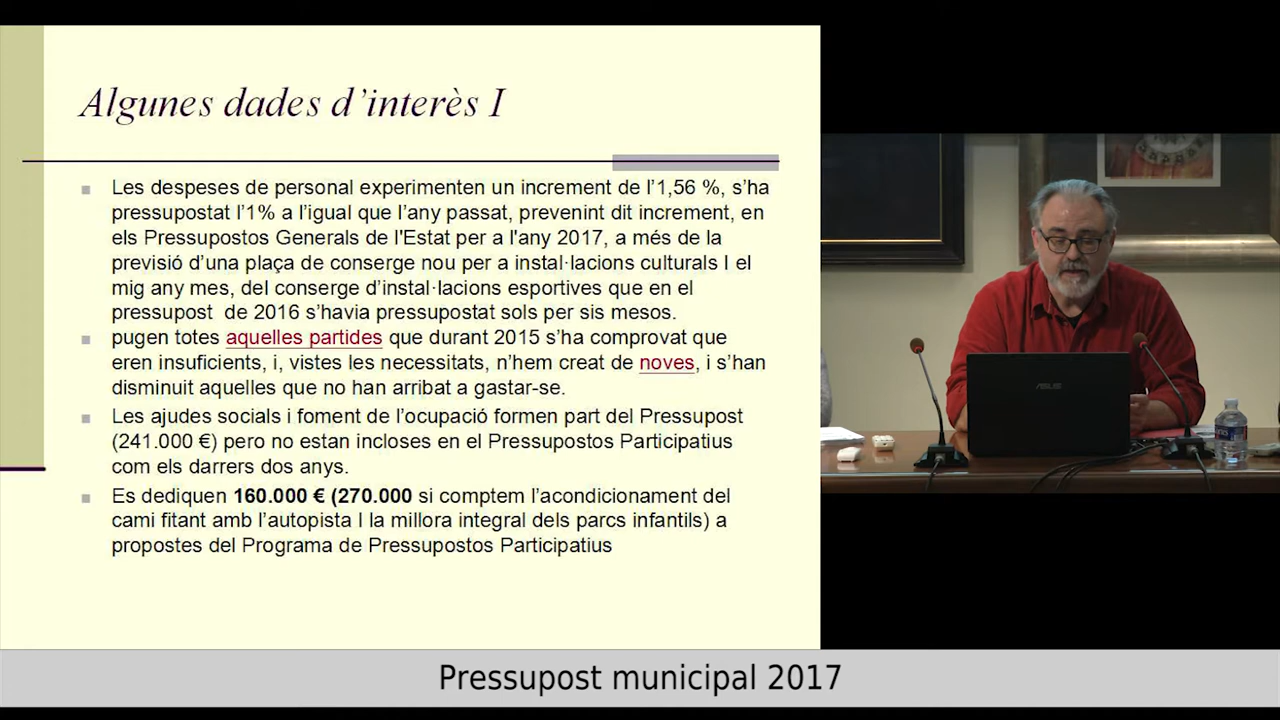 Algunes dades d’interès I
Les despeses de personal experimenten un increment de l’1,56 %, s’ha
pressupostat l’1% a l’igual que l’any passat, prevenint dit increment, en
els Pressupostos Generals de l'Estat per a l'any 2017, a més de la
previsió d’una plaça de conserge nou per a instal·lacions culturals I el
mig any mes, del conserge d’instal·lacions esportives que en el
pressupost de 2016 s’havia pressupostat sols per sis mesos.
pugen totes aquelles partides que durant 2015 s’ha comprovat que
eren insuficients, i, vistes les necessitats, n’hem creat de noves, i s’han
disminuit aquelles que no han arribat a gastar-se.
Les ajudes socials i foment de l’ocupació formen part del Pressupost
(241.000 €) pero no estan incloses en el Pressupostos Participatius
com els darrers dos anys.
Es dediquen 160.000 € (270.000 si comptem l’acondicionament del
cami fitant amb l’autopista I la millora integral dels parcs infantils) a
propostes del Programa de Pressupostos Participatius
ASUS
Pressupost municipal 2017